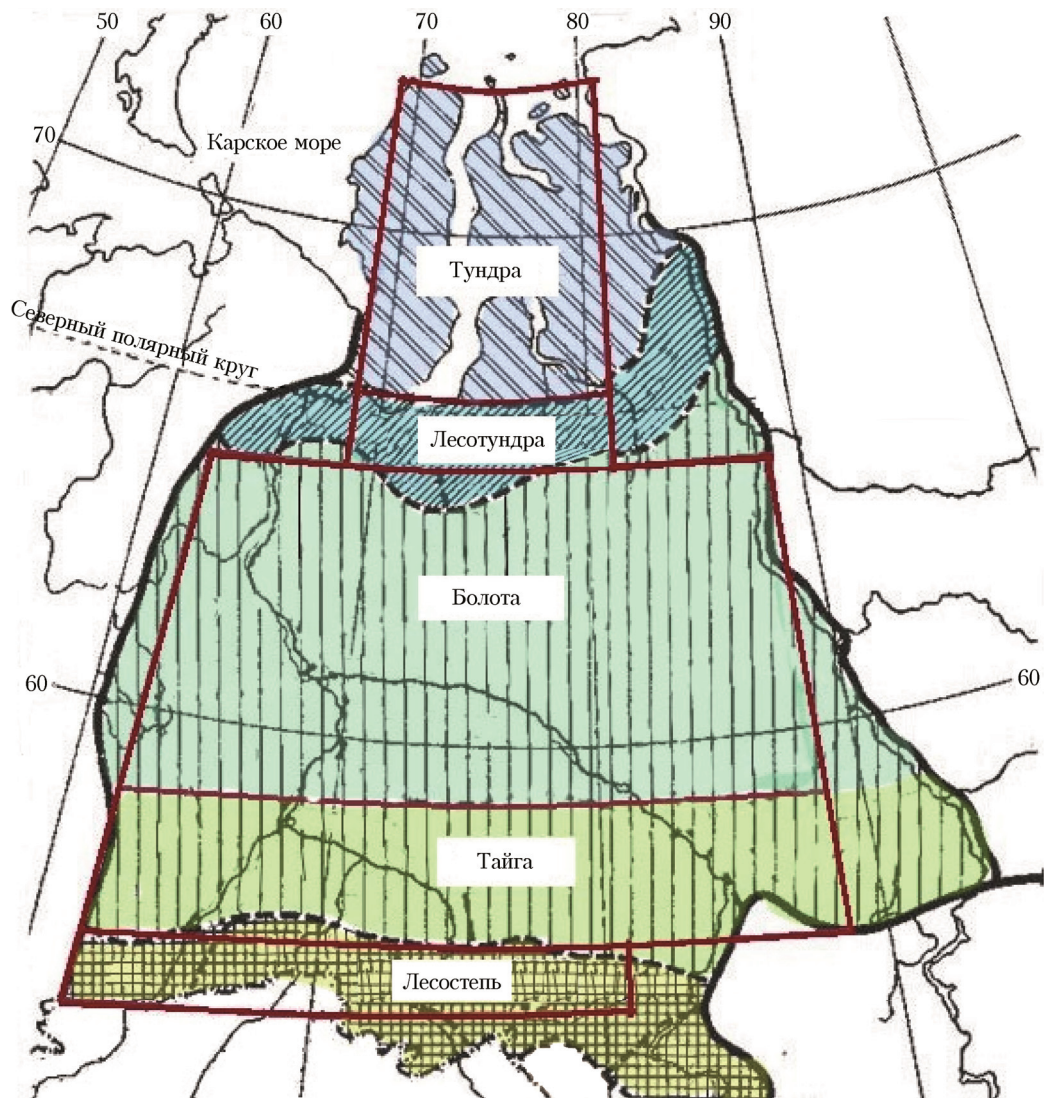 50 60 70 80 90
70
Карское море
Тундра
Северный полярный круг
Лесотундра
Болота
60 60
Тайга
Лесостепь